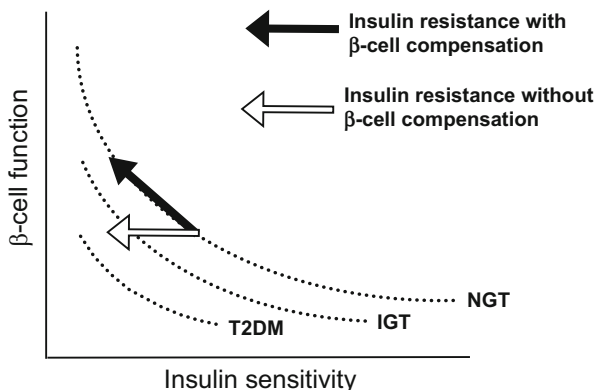 Insulin resistance with
β-cell compensation
Insulin resistance without
β-cell compensation
β-cell function
NGT
IGT
T2DM
Insulin sensitivity